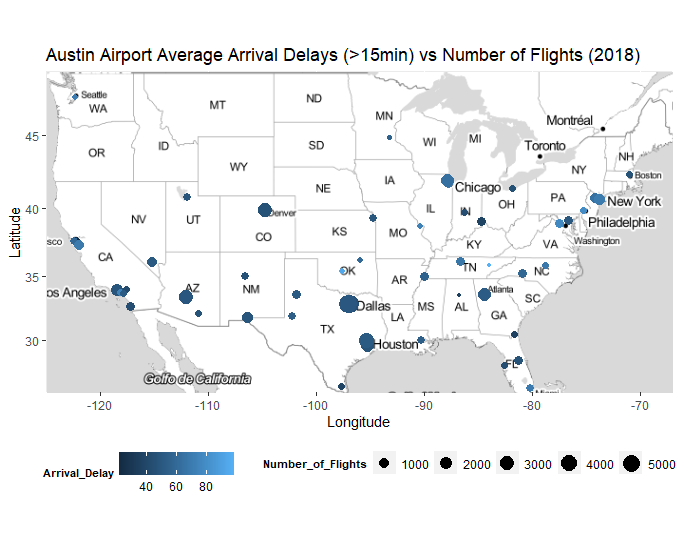 Austin Airport Average Arrival Delays (>15min) vs Number of Flights (2018)
Latitude
45
40
35
30
Seattle
WA
MT
ND
MN
Montréal
Toronto
OR
ID
SD
WI
MI
NH
NY
Boston
WY
IA
Chicago
PA
New York
NE
Denver
NV
UT
IL
IN
OH
Philadelphia
sco
CA
CO
KS
MO
KY
VA
Washington
os Angeles
AZ
NM
OK
AR
TN
NC
Atlanta
SC
Dallas
MS
AL
GA
TX
LA
Houston
FL
Golfo de California
Miami
-120
-110
-100
-90
-80
-70
Longitude
Arrival_Delay
40
60
80
Number_of_Flights
1000
2000
3000
4000
5000